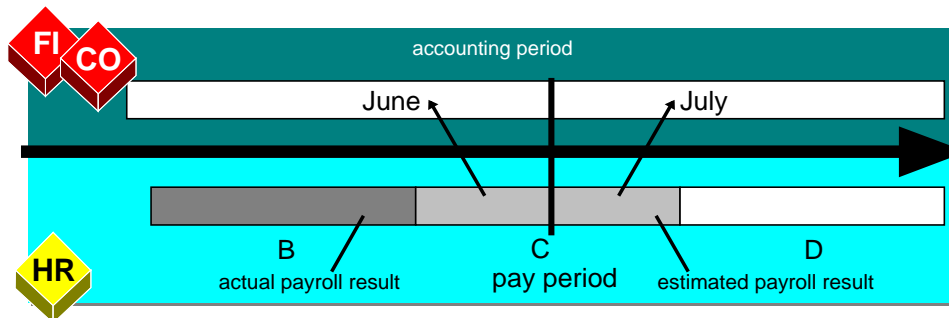 FI
CO
accounting period
June
July
B
C
D
actual payroll result
pay period
estimated payroll result
HR